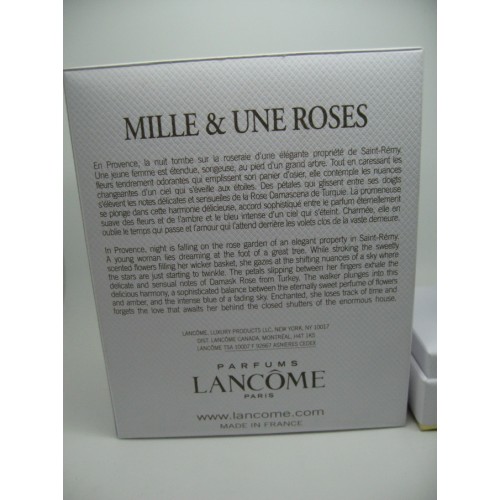 MILLE & UNE ROSES
En Provence, la nuit tombe sur la roseraie d'une élégante propriété de Saint-Rémy.
Une jeune femme est étendue, songeuse, au pied d'un grand arbre. Tout en caressant les
fleurs tendrement odorantes qui emplissent son panier d'osier, elle contemple les nuances
changeantes d'un ciel qui s'éveille aux étoiles. Des pétales qui glissent entre ses doigts
s'élèvent les notes délicates et sensuelles de la Rose Damascena de Turquie. La promeneuse
se plonge dans cette harmonie délicieuse, accord sophistiqué entre le parfum éternellement
suave des fleurs et de l'ambre et le bleu intense d'un ciel qui s'éteint. Charmée, elle en
oublie le temps qui passe et l'amour qui l'attend derrière les volets clos de la vaste demeure.
In Provence, night is falling on the rose garden of an elegant property in Saint-Rémy.
A young woman lies dreaming at the foot of a great tree. While stroking the sweetly
scented flowers filling her wicker basket, she gazes at the shifting nuances of a sky where
the stars are just starting to twinkle. The petals slipping between her fingers exhale the
delicate and sensual notes of Damask Rose from Turkey. The walker plunges into this
delicious harmony, a sophisticated balance between the eternally sweet perfume of flowers
and amber, and the intense blue of a fading sky. Enchanted, she loses track of time and
forgets the love that awaits her behind the closed shutters of the enormous house.
LANCÔME, LUXURY PRODUCTS LLC, NEW YORK, NY 10017
DIST. LANCÔME CANADA, MONTRÉAL, H4T 1K5
LANCÔME TSA 33007 F 92667 ASNIÈRES CEDEX
PARFUMS
LANCÔME
PARIS
www.lancome.com
MADE IN FRANCE